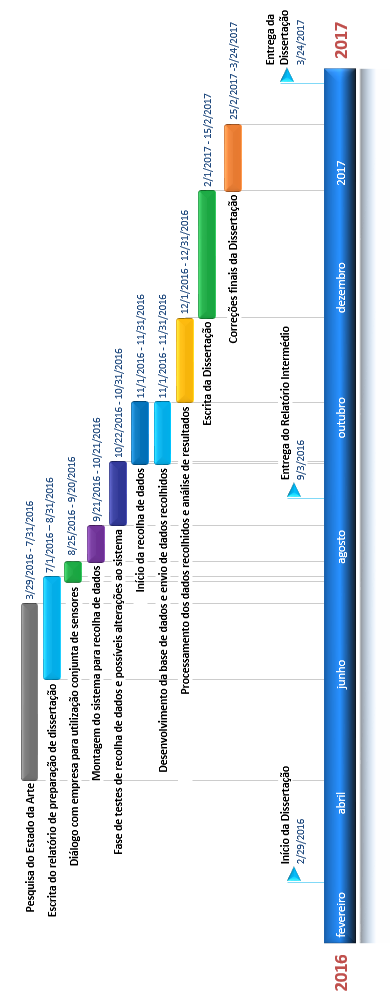 Pesquisa do Estado da Arte
3/29/2016 - 7/31/2016
Escrita do relatório de preparação de dissertação
7/1/2016 – 8/31/2016
Diálogo com empresa para utilização conjunta de sensores
8/25/2016 - 9/20/2016
Montagem do sistema para recolha de dados
9/21/2016 - 10/21/2016
Fase de testes de recolha de dados e possíveis alterações ao sistema
10/22/2016 - 10/31/2016
Início da recolha de dados
11/1/2016 - 11/31/2016
Desenvolvimento da base de dados e envio de dados recolhidos
11/1/2016 - 11/31/2016
Processamento dos dados recolhidos e análise de resultados
12/1/2016 - 12/31/2016
Escrita da Dissertação
2/1/2017 - 15/2/2017
Correções finais da Dissertação
25/2/2017 -3/24/2017
Início da Dissertação
2/29/2016
Entrega do Relatório Intermédio
9/3/2016
Entrega da
Dissertação
3/24/2017
2016
fevereiro
abril
junho
agosto
outubro
dezembro
2017
2017